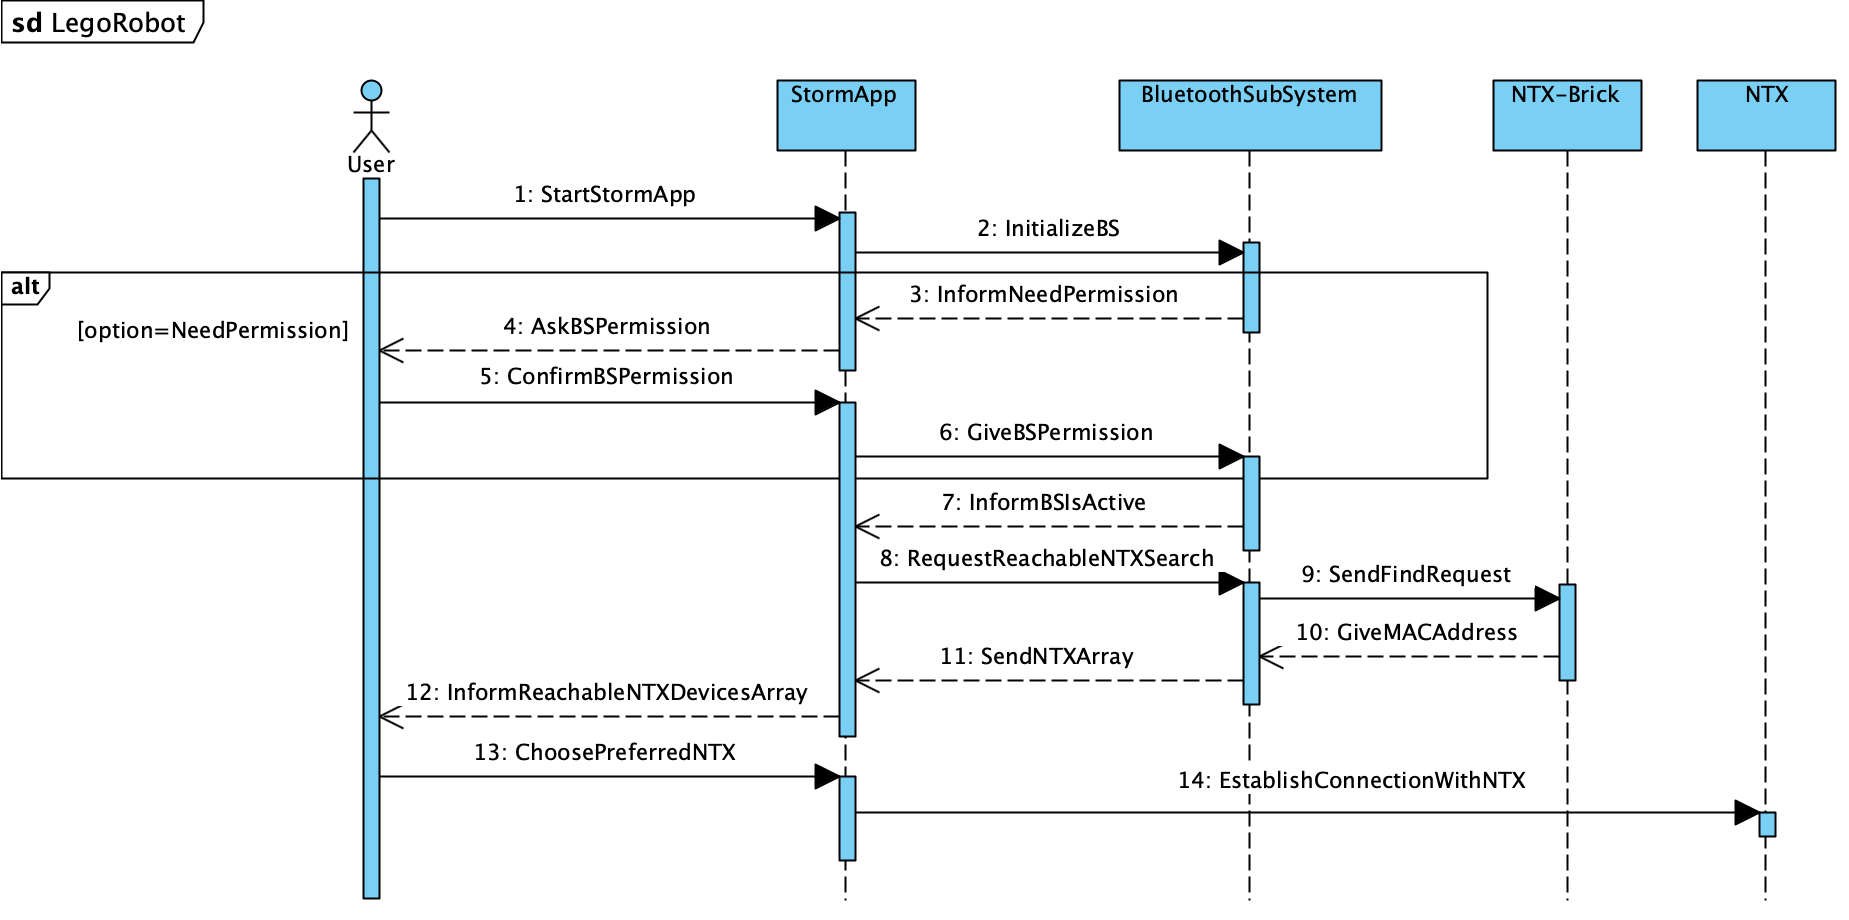 sd LegoRobot
User
StormApp
BluetoothSubSystem
NTX-Brick
NTX
1: StartStormApp
2: InitializeBS
alt
[option=NeedPermission]
3: InformNeedPermission
4: AskBSPermission
5: ConfirmBSPermission
6: GiveBSPermission
7: InformBSIsActive
8: RequestReachableNTXSearch
9: SendFindRequest
10: GiveMACAddress
11: SendNTXArray
12: InformReachableNTXDevicesArray
13: ChoosePreferredNTX
14: EstablishConnectionWithNTX